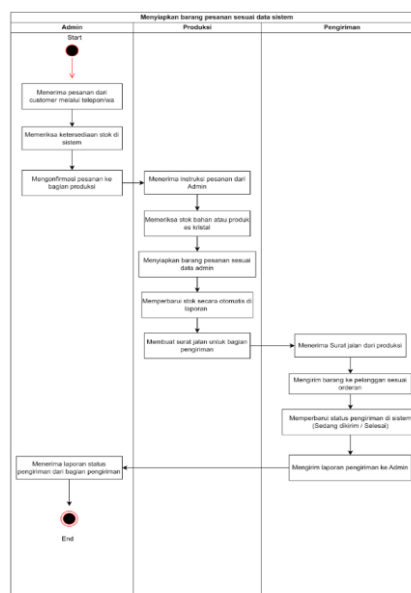 Menyiapkan barang pesanan sesuai data sistem
Admin
Produksi
Pengiriman
Start
Menerima pesanan dari
customer melalui telepon/wa
Memeriksa ketersediaan stok di
sistem
Mengonfirmasi pesanan ke
bagian produksi
Menerima instruksi pesanan dari
Admin
Memeriksa stok bahan atau produk
es kristal
Menyiapkan barang pesanan sesuai
data admin
Memperbarui stok secara otomatis di
laporan
Membuat surat jalan untuk bagian
pengiriman
Menerima Surat jalan dari produksi
Mengirim barang ke pelanggan sesuai
orderan
Memperbarui status pengiriman di sistem
(Sedang dikirim / Selesai)
Mengirim laporan pengiriman ke Admin
Menerima laporan status
pengiriman dari bagian pengiriman
End